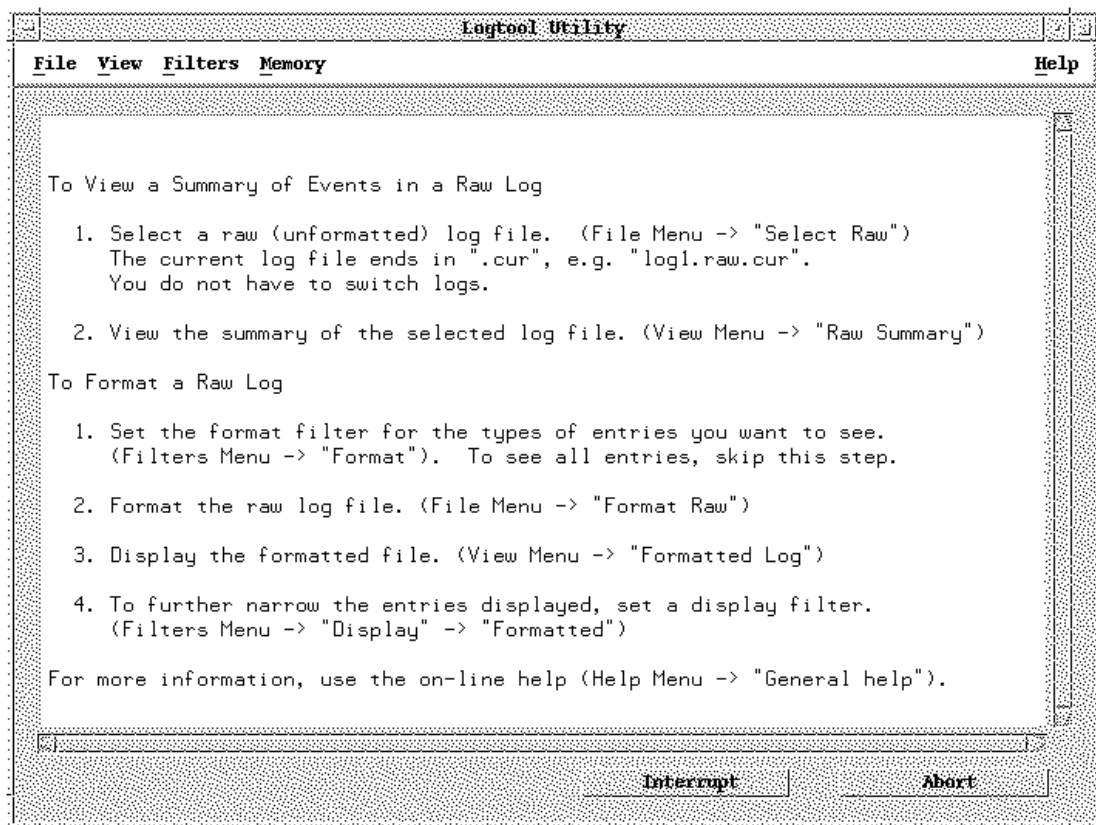 Logtool Utility
File View Filters Memory Help
To View a Summary of Events in a Raw Log
1. Select a raw (unformatted) log file. (File Menu -> "Select Raw")
The current log file ends in ".cur", e.g. "log1.raw.cur".
You do not have to switch logs.
2. View the summary of the selected log file. (View Menu -> "Raw Summary")
To Format a Raw Log
1. Set the format filter for the types of entries you want to see.
(Filters Menu -> "Format"). To see all entries, skip this step.
2. Format the raw log file. (File Menu -> "Format Raw")
3. Display the formatted file. (View Menu -> "Formatted Log")
4. To further narrow the entries displayed, set a display filter.
(Filters Menu -> "Display" -> "Formatted")
For more information, use the on-line help (Help Menu -> "General help").
Interrupt Abort